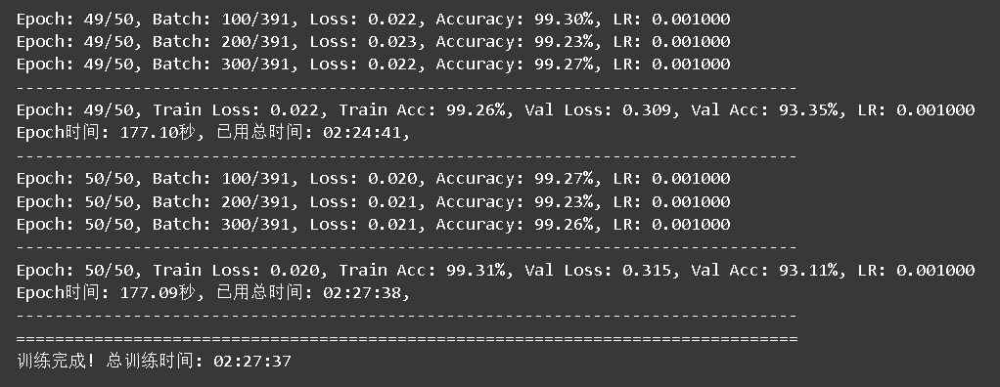 Epoch: 49/50, Batch: 100/391, Loss: 0.022, Accuracy: 99.30%, LR: 0.001000
Epoch: 49/50, Batch: 200/391, Loss: 0.023, Accuracy: 99.23%, LR: 0.001000
Epoch: 49/50, Batch: 300/391, Loss: 0.022, Accuracy: 99.27%, LR: 0.001000
--------------------------------------------------------------------------------
Epoch: 49/50, Train Loss: 0.022, Train Acc: 99.26%, Val Loss: 0.309, Val Acc: 93.35%, LR: 0.001000
Epoch时间: 177.10秒, 已用总时间: 02:24:41,
--------------------------------------------------------------------------------
Epoch: 50/50, Batch: 100/391, Loss: 0.020, Accuracy: 99.27%, LR: 0.001000
Epoch: 50/50, Batch: 200/391, Loss: 0.021, Accuracy: 99.23%, LR: 0.001000
Epoch: 50/50, Batch: 300/391, Loss: 0.021, Accuracy: 99.26%, LR: 0.001000
--------------------------------------------------------------------------------
Epoch: 50/50, Train Loss: 0.020, Train Acc: 99.31%, Val Loss: 0.315, Val Acc: 93.11%, LR: 0.001000
Epoch时间: 177.09秒, 已用总时间: 02:27:38,
--------------------------------------------------------------------------------
================================================================================
训练完成! 总训练时间: 02:27:37